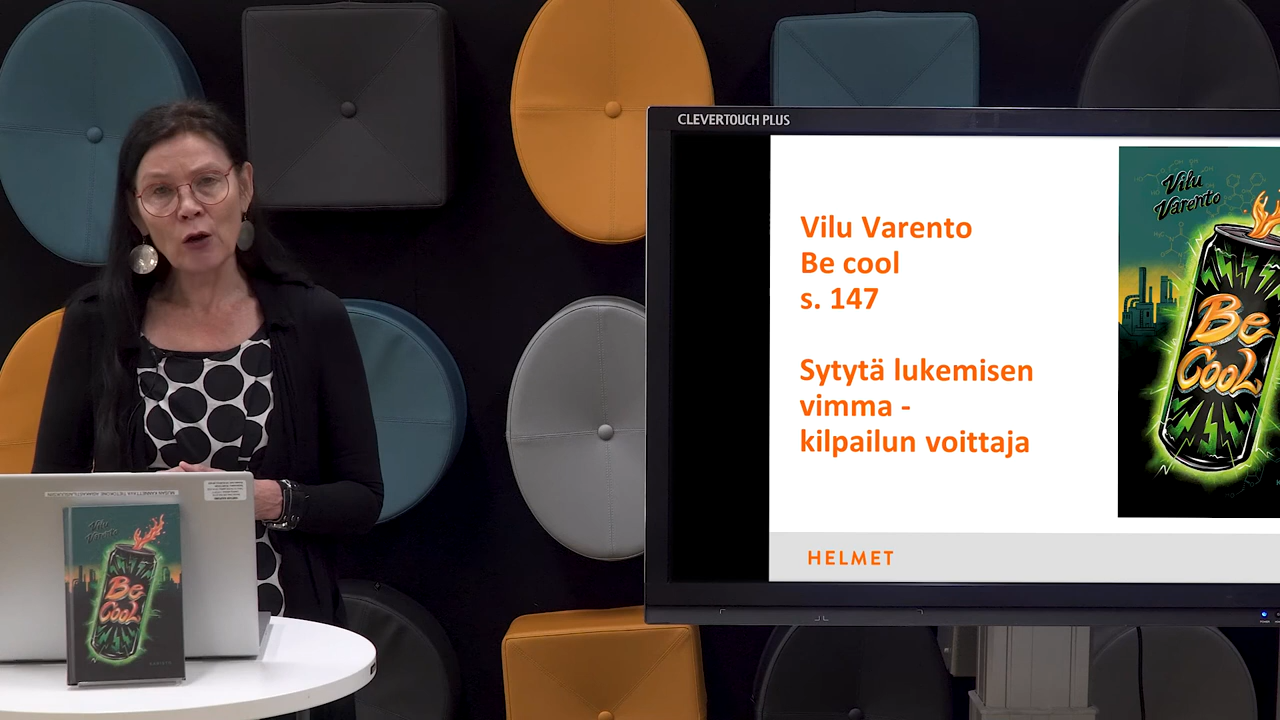 CLEVERTOUCH PLUS
Vilu Varento
Be cool
s. 147
Sytytä lukemisen
vimma -
kilpailun voittaja
HELMET
Vilu
Varento
Be
Cool
Vilu
Varento
Be
Cool